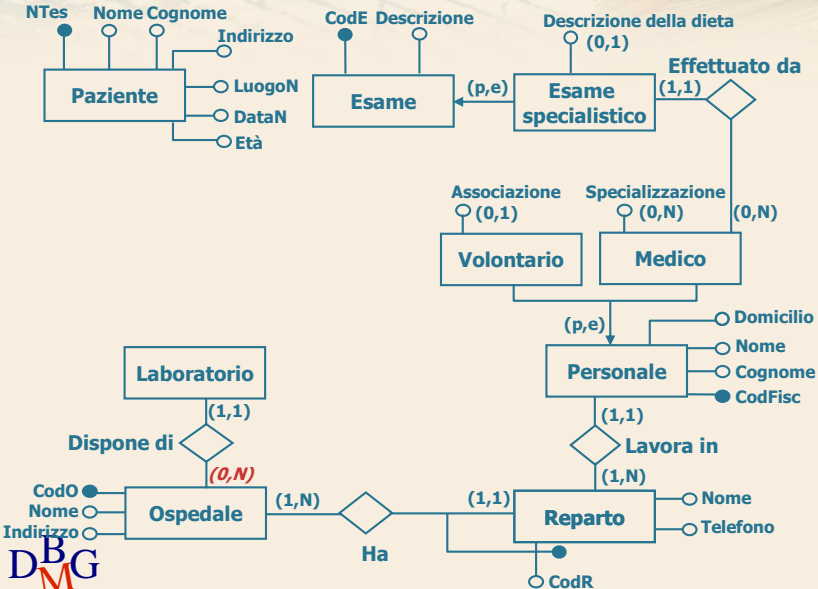 NTes
Nome
Cognome
Indirizzo
Paziente
LuogoN
DataN
Età
CodE
Descrizione
Esame
(p,e)
Descrizione della dieta
(0,1)
Esame
specialistico
(1,1)
Effettuato da
(0,N)
Associazione
(0,1)
Volontario
Specializzazione
(0,N)
Medico
(p,e)
Domicilio
Nome
Cognome
CodFisc
Personale
(1,1)
Lavora in
(1,N)
Laboratorio
(1,1)
Dispone di
(0,N)
CodO
Nome
Indirizzo
Ospedale
(1,N)
Ha
(1,1)
Reparto
Nome
Telefono
CodR
DBMG